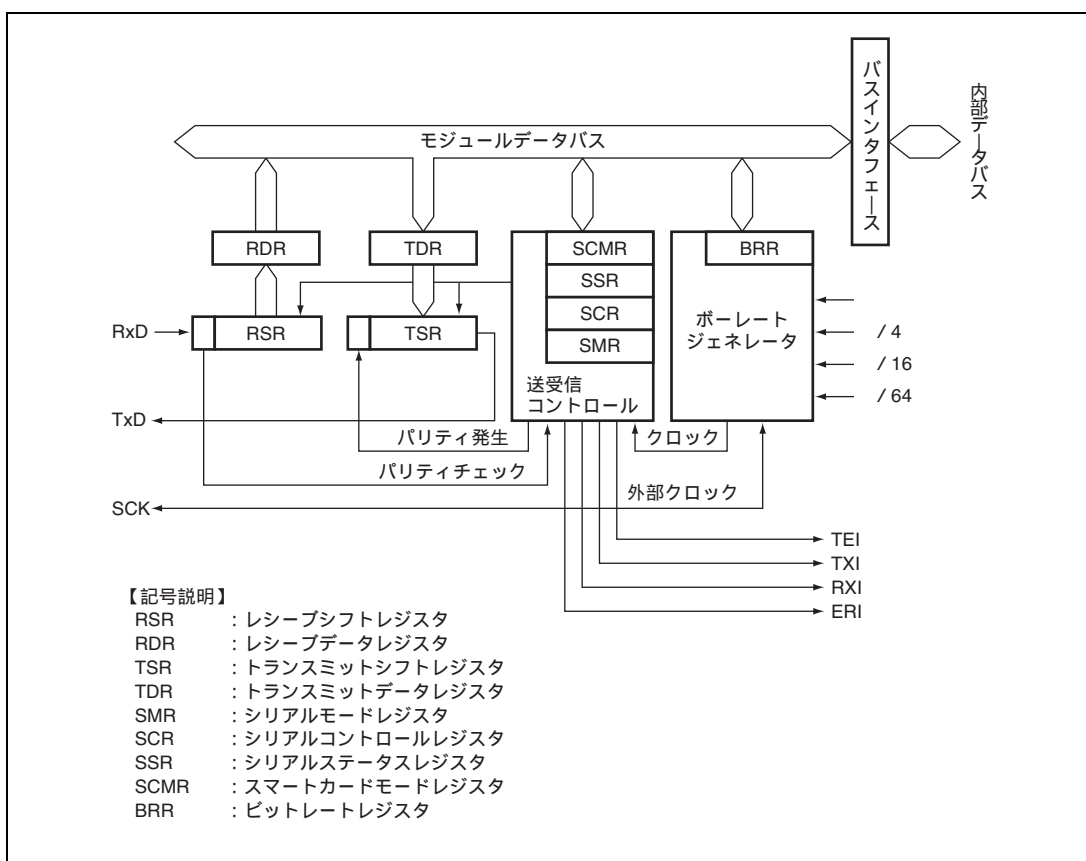 バスインタフェース
内部データバス
モジュールデータバス
RDR
TDR
SCMR
BRR
SSR
SCR
SMR
RxD
RSR
TSR
ボーレート
ジェネレータ
/ 4
/ 16
/ 64
送受信
コントロール
TxD
パリティ発生
クロック
パリティチェック
外部クロック
SCK
TEI
TXI
RXI
ERI
【記号説明】
RSR : レシーブシフトレジスタ
RDR : レシーブデータレジスタ
TSR : トランスミットシフトレジスタ
TDR : トランスミットデータレジスタ
SMR : シリアルモードレジスタ
SCR : シリアルコントロールレジスタ
SSR : シリアルステータスレジスタ
SCMR : スマートカードモードレジスタ
BRR : ビットレートレジスタ